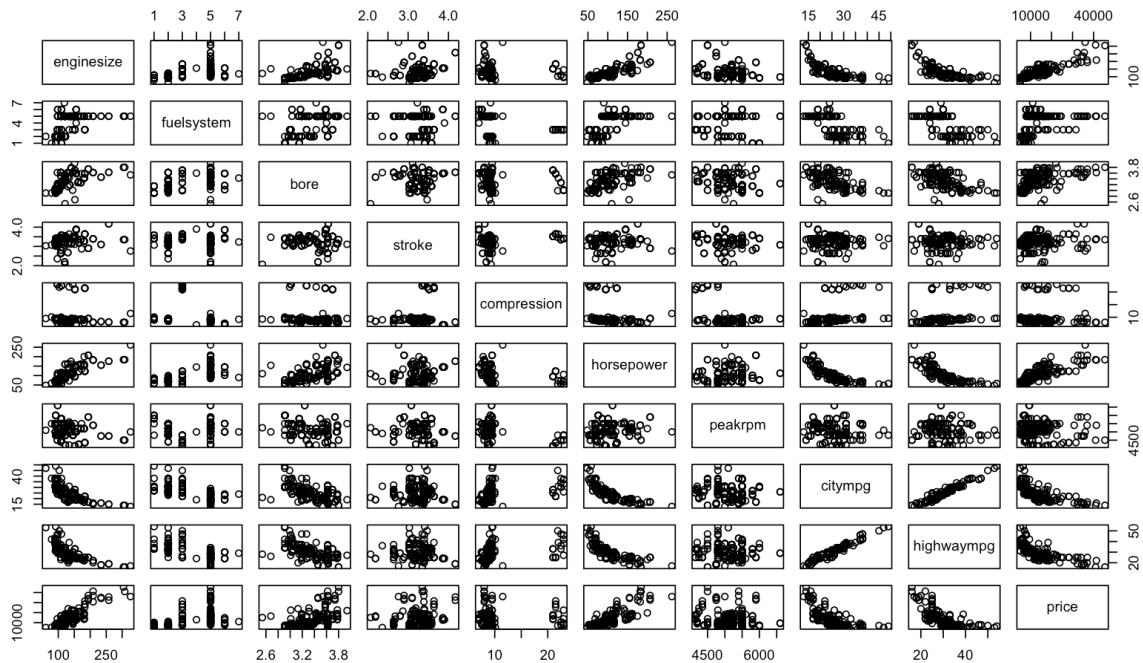 1 3 5 7 2.0 3.0 4.0 50 150 250 15 30 45 10000 40000
enginesize 100
7 4 1 fuelsystem
bore 2.6 3.8
4.0 2.0 stroke
compression 10
250 50 horsepower
peakrpm 4500
40 15 citympg
highwaympg 20 50
10000 price
100 250 2.6 3.2 3.8 10 20 4500 6000 20 40